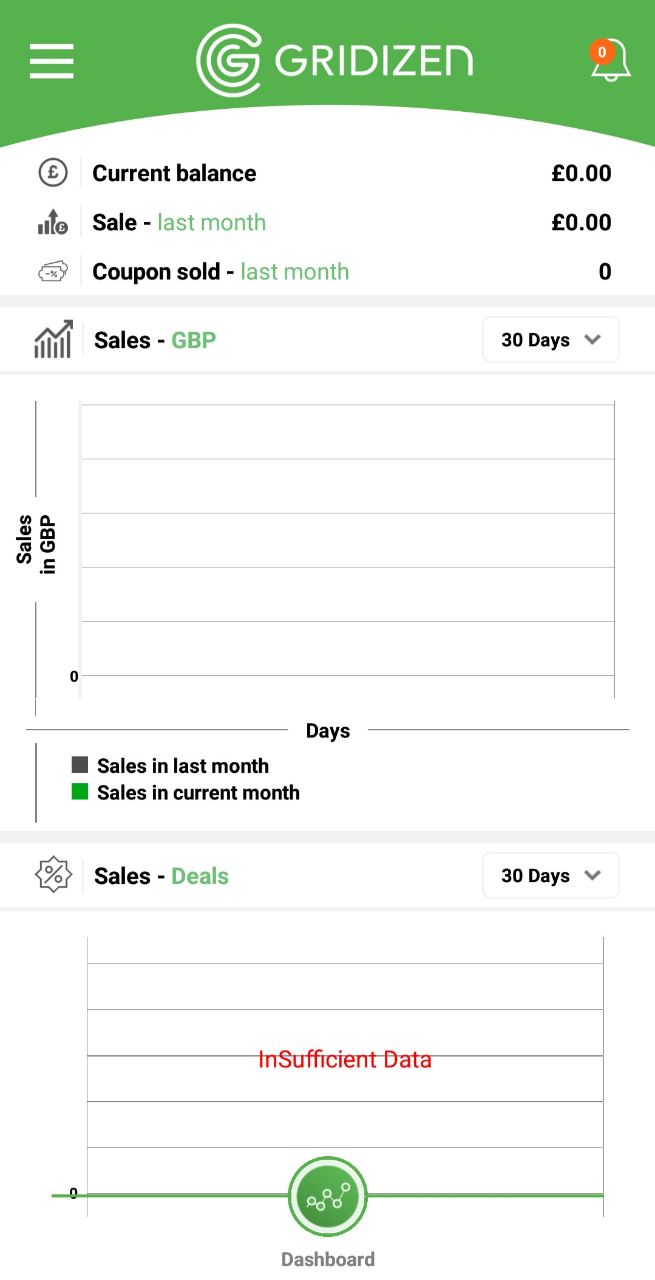 GRIDIZEN
0
£
Current balance
£0.00
£
Sale - last month
£0.00
-%
Coupon sold - last month
0
Sales - GBP
30 Days
Sales
in GBP
0
Days
Sales in last month
Sales in current month
%
Sales - Deals
30 Days
InSufficient Data
0
Dashboard